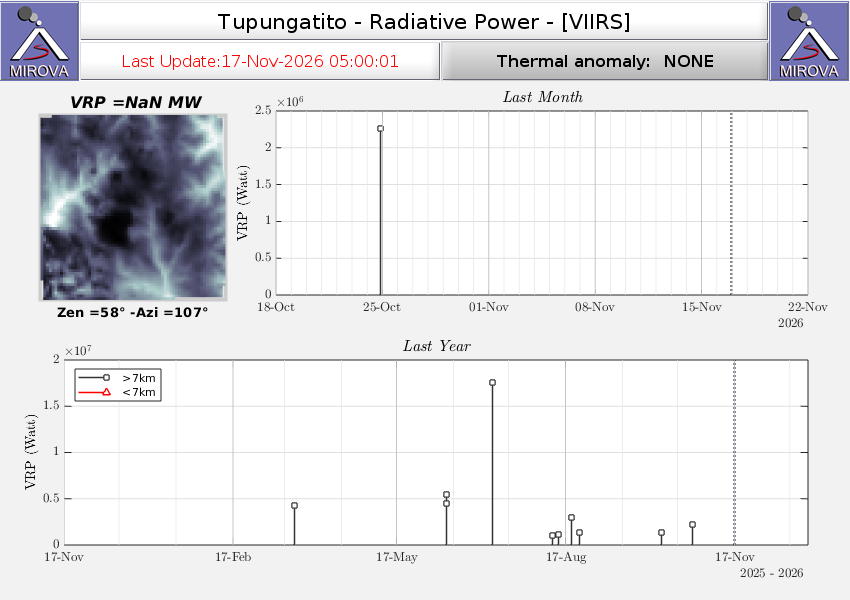 Tupungatito - Radiative Power - [VIIRS]
MIROVA
Last Update:17-Nov-2026 05:00:01
Thermal anomaly: NONE
MIROVA
VRP =NaN MW
Zen =58° -Azi =107°
Last Month
×10⁶
VRP (Watt)
2.5
2
1.5
1
0.5
0
18-Oct 25-Oct 01-Nov 08-Nov 15-Nov 22-Nov
2026
Last Year
×10⁷
VRP (Watt)
2
1.5
1
0.5
0
>7km
<7km
17-Nov 17-Feb 17-May 17-Aug 17-Nov
2025 - 2026